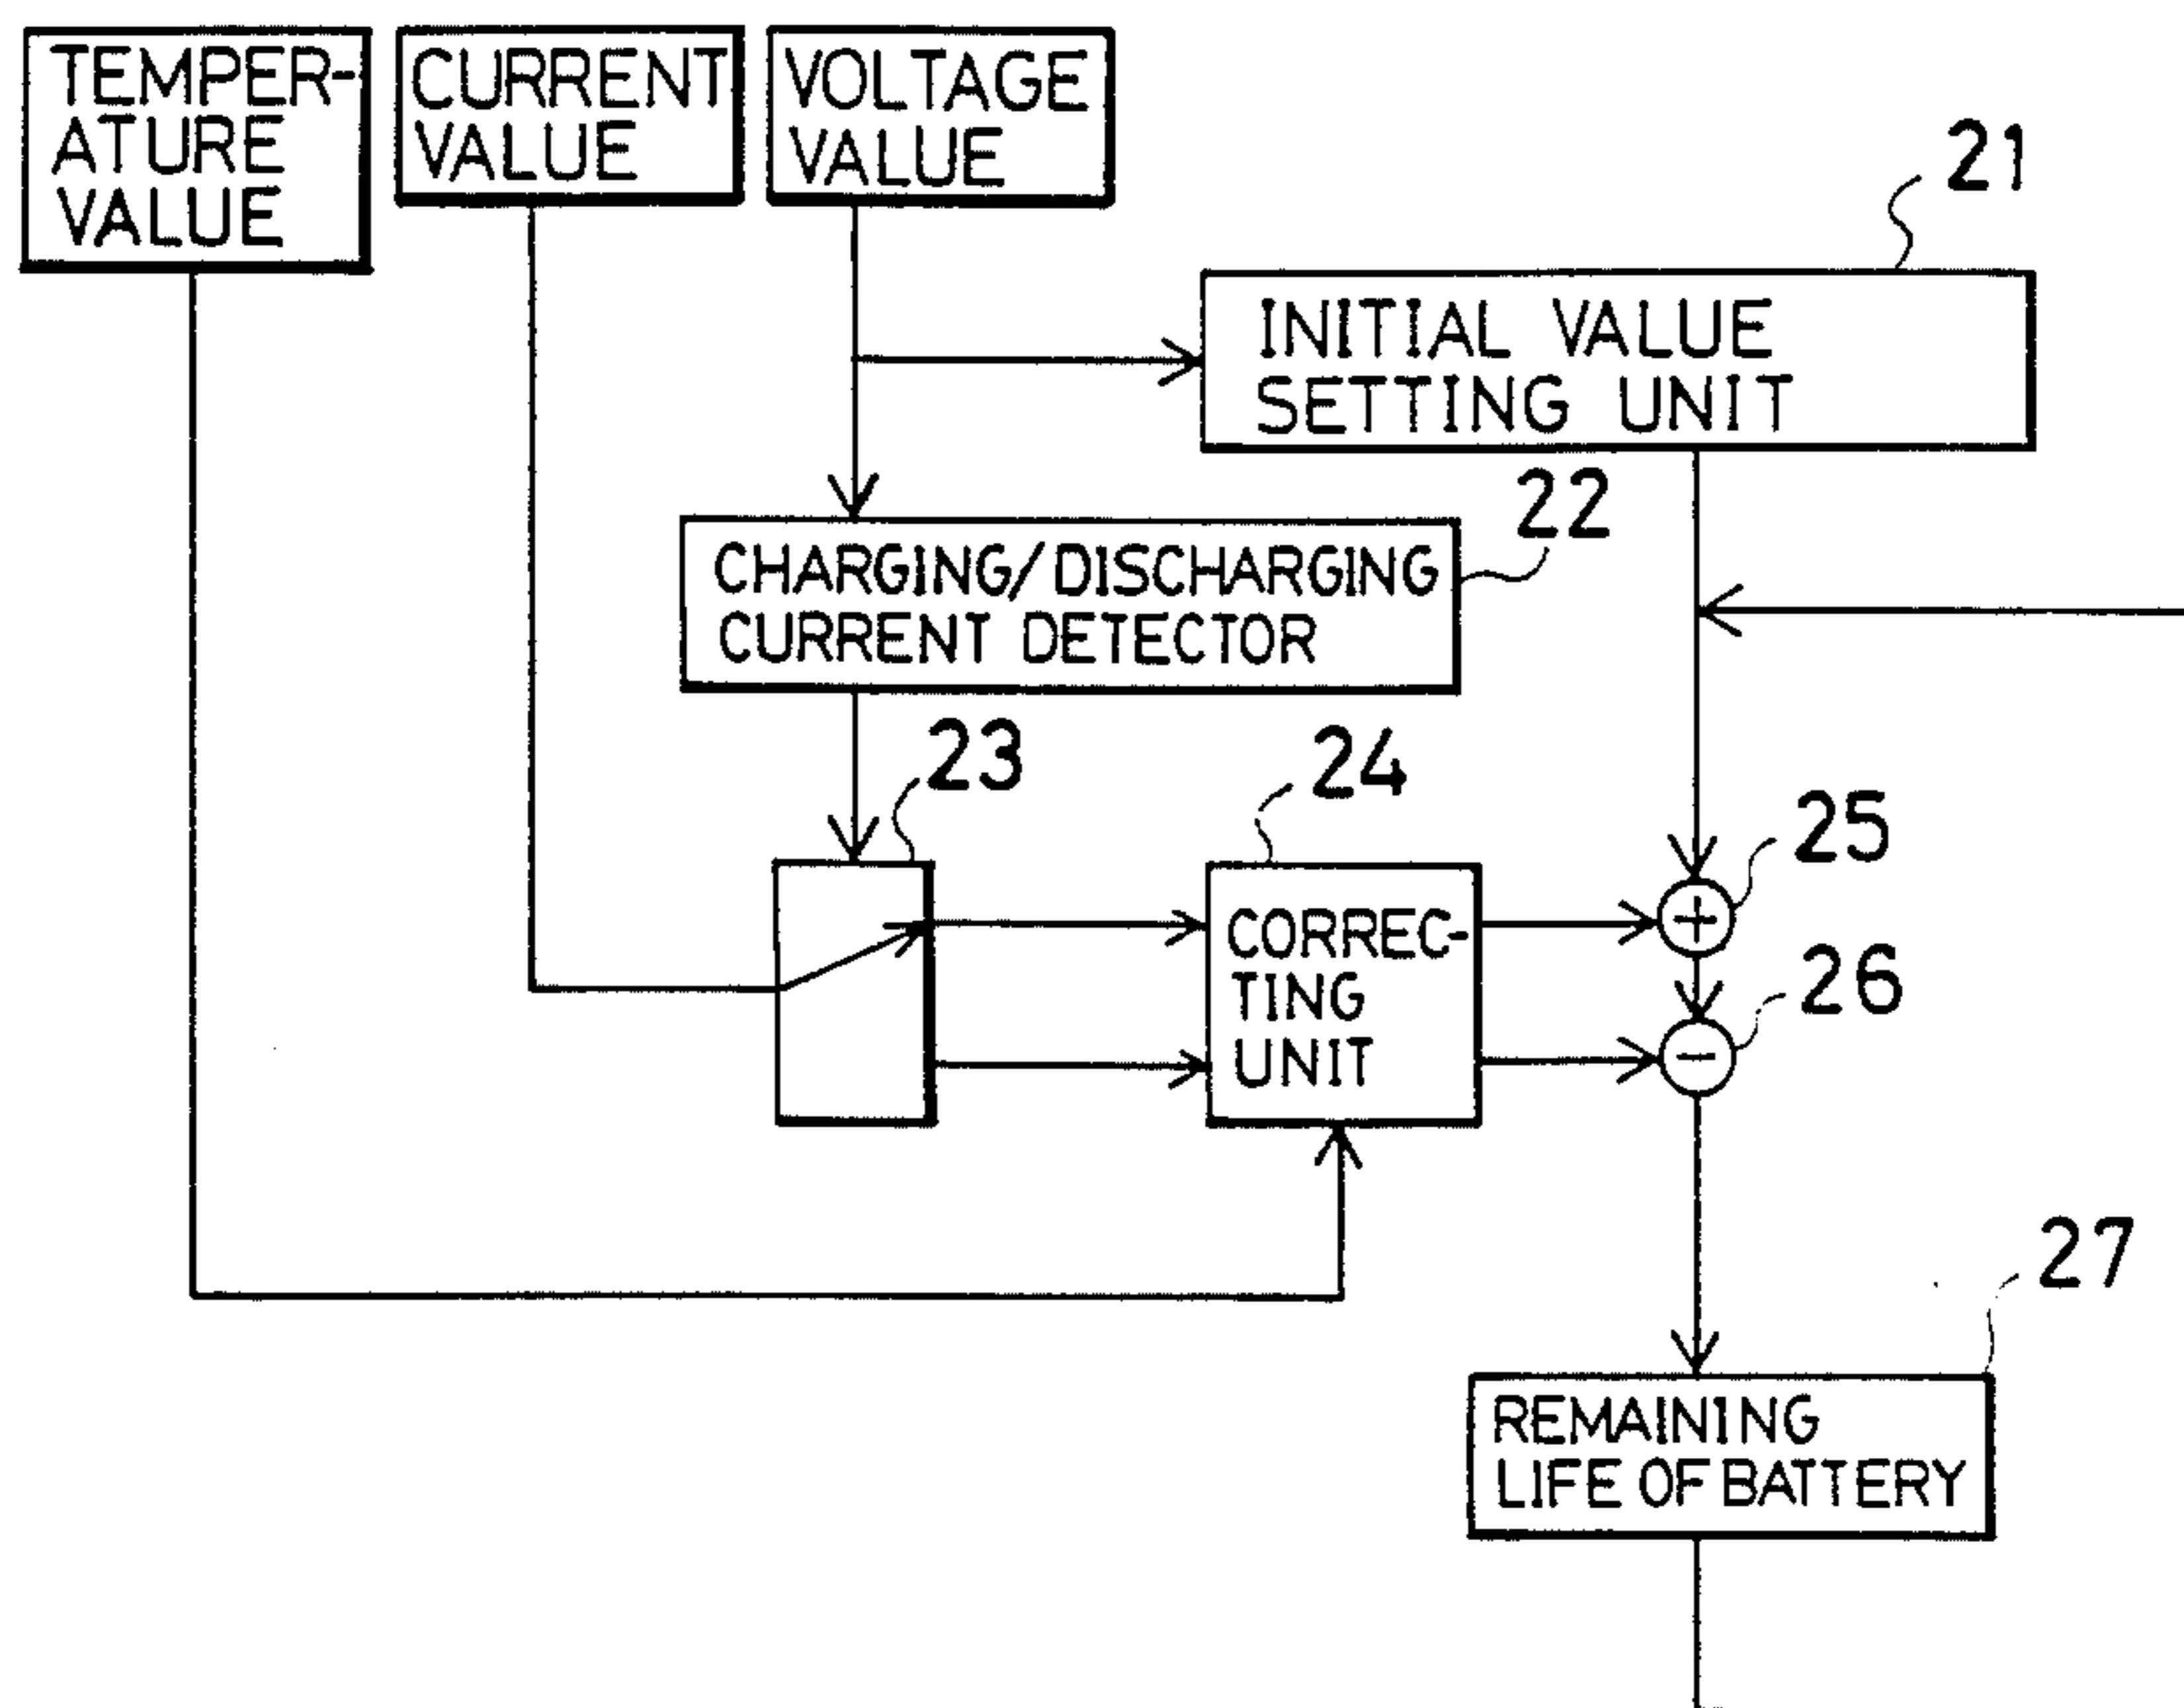 TEMPER-
ATURE
VALUE
CURRENT
VALUE
VOLTAGE
VALUE
21
INITIAL VALUE
SETTING UNIT
22
CHARGING/DISCHARGING
CURRENT DETECTOR
23
24
25
CORREC-
TING
UNIT
+
26
-
27
REMAINING
LIFE OF BATTERY